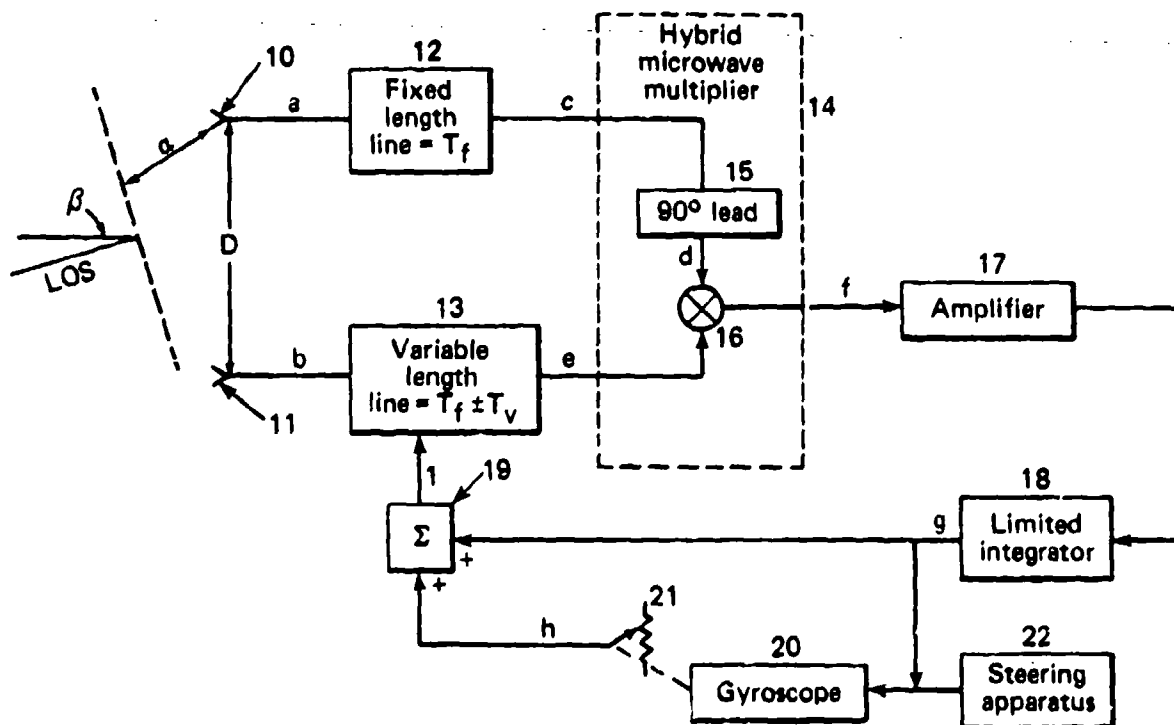 10
12
Fixed
length
line = T_f
a
c
Hybrid
microwave
multiplier
14
α
β
LOS
D
15
90° lead
d
16
f
17
Amplifier
13
Variable
length
line = T_f ± T_v
b
e
11
1
19
Σ
+
+
g
18
Limited
integrator
h
21
20
Gyroscope
22
Steering
apparatus